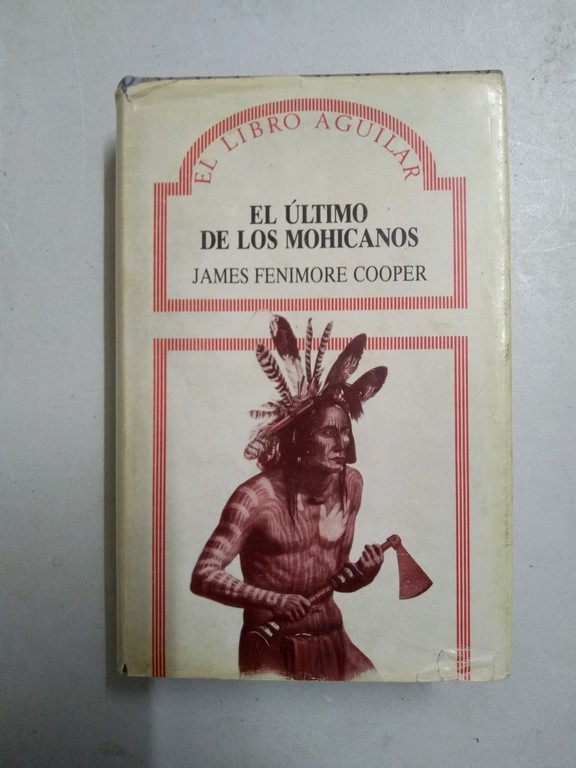 EL LIBRO AGUILAR
EL ÚLTIMO
DE LOS MOHICANOS
JAMES FENIMORE COOPER